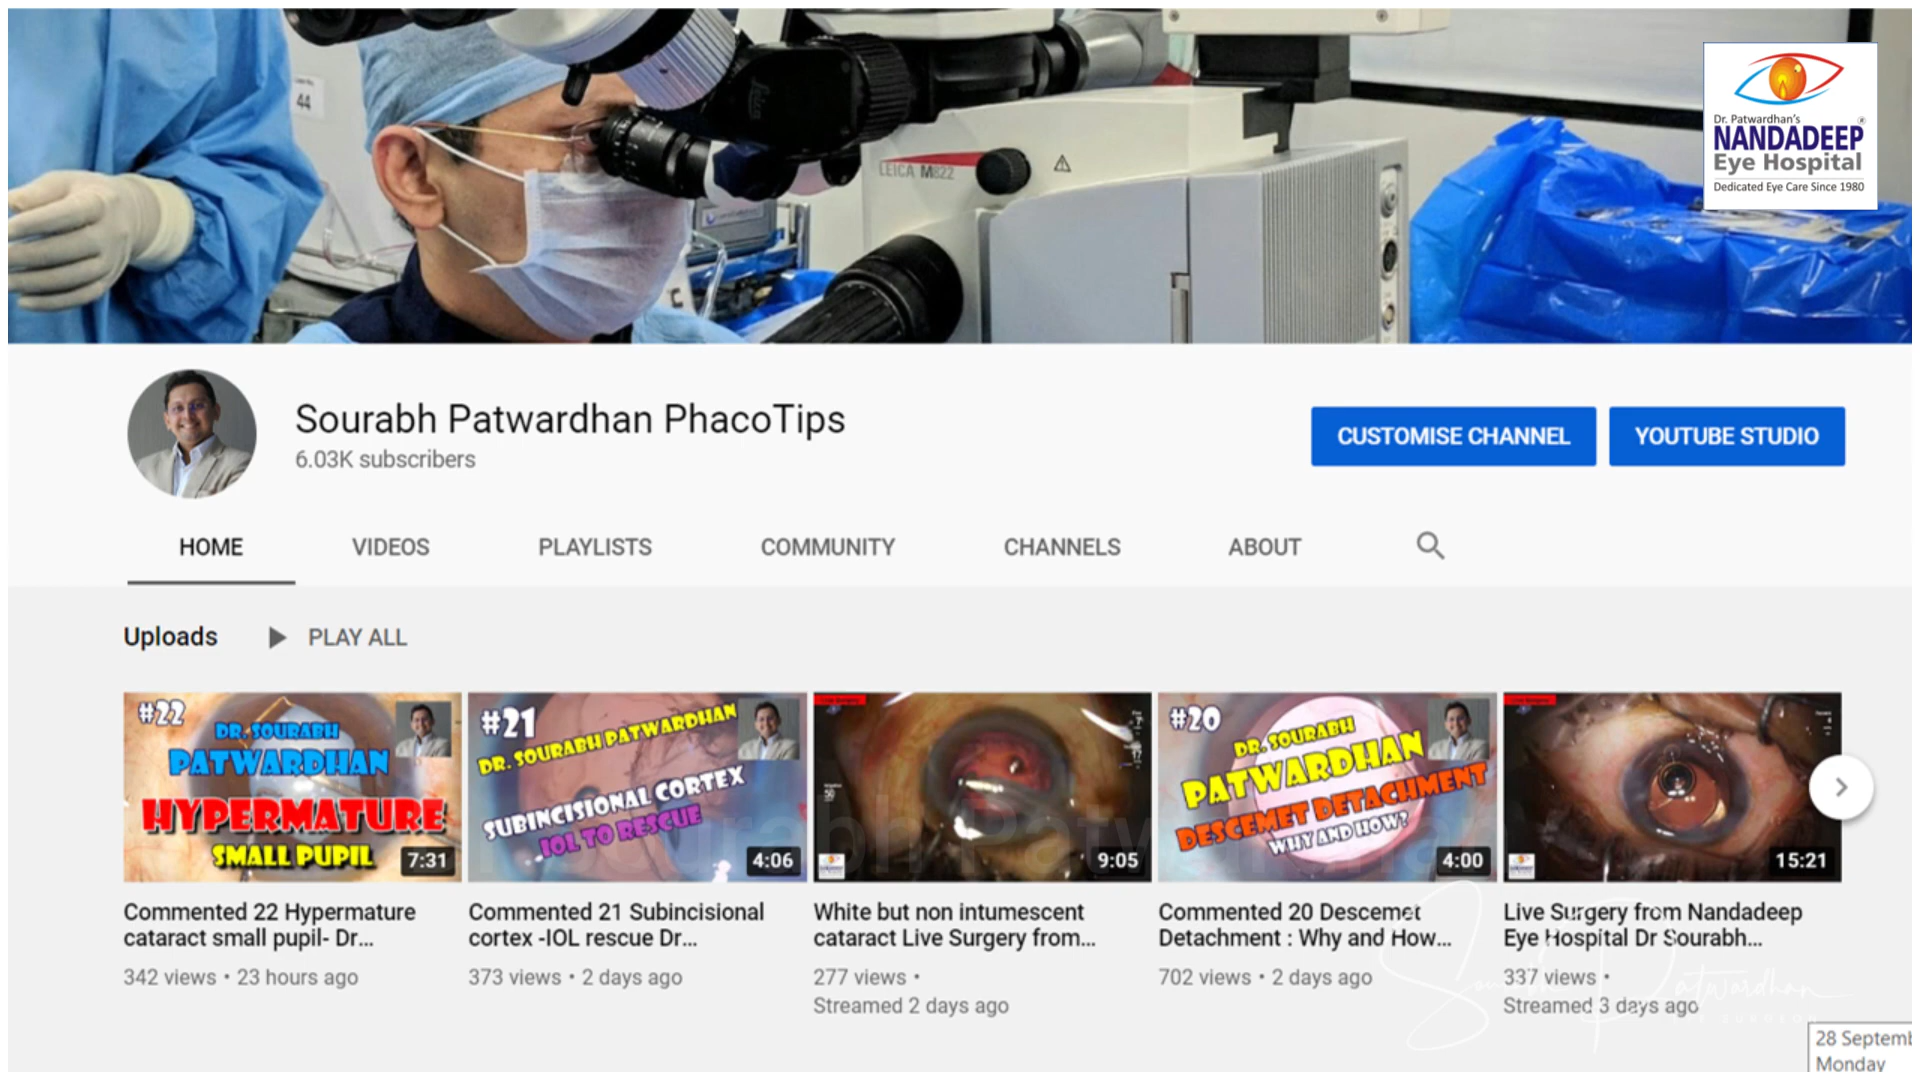 44
LEICA M822
Dr. Patwardhan's
NANDADEEP ®
Eye Hospital
Dedicated Eye Care Since 1980
Sourabh Patwardhan PhacoTips
6.03K subscribers
CUSTOMISE CHANNEL
YOUTUBE STUDIO
HOME
VIDEOS
PLAYLISTS
COMMUNITY
CHANNELS
ABOUT
Uploads
PLAY ALL
#22
DR. SOURABH
PATWARDHAN
HYPERMATURE
SMALL PUPIL
7:31
Commented 22 Hypermature
cataract small pupil- Dr...
342 views • 23 hours ago
#21
DR. SOURABH PATWARDHAN
SUBINCISIONAL CORTEX
IOL TO RESCUE
4:06
Commented 21 Subincisional
cortex -IOL rescue Dr...
373 views • 2 days ago
9:05
White but non intumescent
cataract Live Surgery from...
277 views •
Streamed 2 days ago
#20
DR. SOURABH
PATWARDHAN
DESCEMET DETACHMENT
WHY AND HOW?
4:00
Commented 20 Descemet
Detachment : Why and How...
702 views • 2 days ago
15:21
Live Surgery from Nandadeep
Eye Hospital Dr Sourabh...
337 views •
Streamed 3 days ago
Sourabh Patwardhan
28 Septemb
Monday